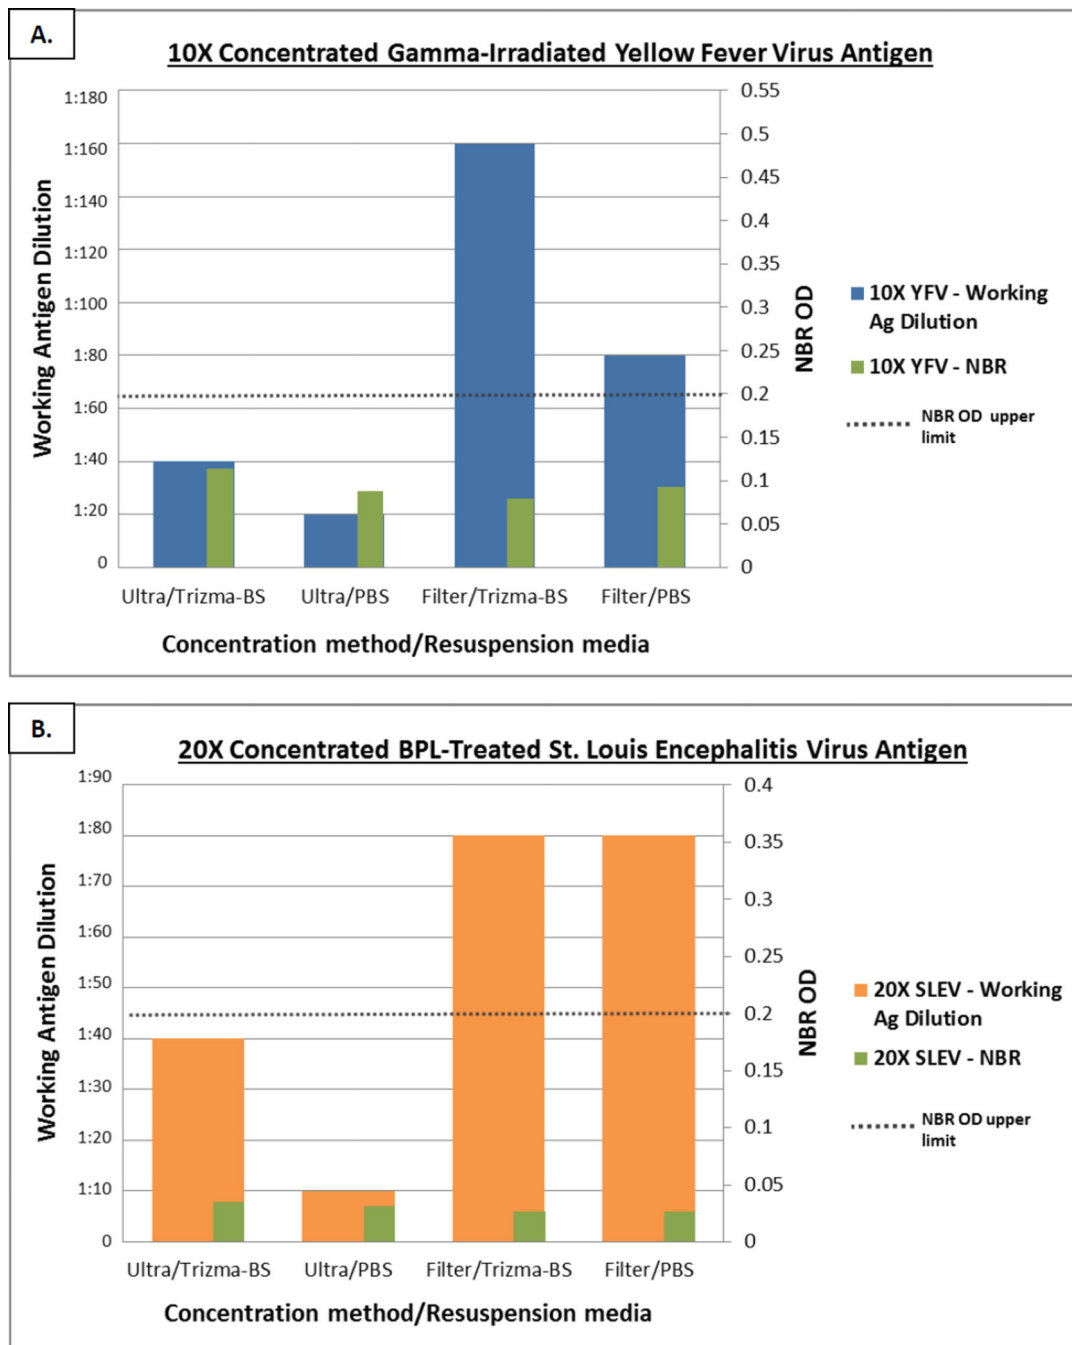 A.
10X Concentrated Gamma-Irradiated Yellow Fever Virus Antigen
Working Antigen Dilution
1:180
1:160
1:140
1:120
1:100
1:80
1:60
1:40
1:20
0
0.55
0.5
0.45
0.4
0.35
0.3
0.25
0.2
0.15
0.1
0.05
0
NBR OD
10X YFV - Working
Ag Dilution
10X YFV - NBR
NBR OD upper
limit
Ultra/Trizma-BS
Ultra/PBS
Filter/Trizma-BS
Filter/PBS
Concentration method/Resuspension media
B.
20X Concentrated BPL-Treated St. Louis Encephalitis Virus Antigen
Working Antigen Dilution
1:90
1:80
1:70
1:60
1:50
1:40
1:30
1:20
1:10
0
0.4
0.35
0.3
0.25
0.2
0.15
0.1
0.05
0
NBR OD
20X SLEV - Working
Ag Dilution
20X SLEV - NBR
NBR OD upper
limit
Ultra/Trizma-BS
Ultra/PBS
Filter/Trizma-BS
Filter/PBS
Concentration method/Resuspension media